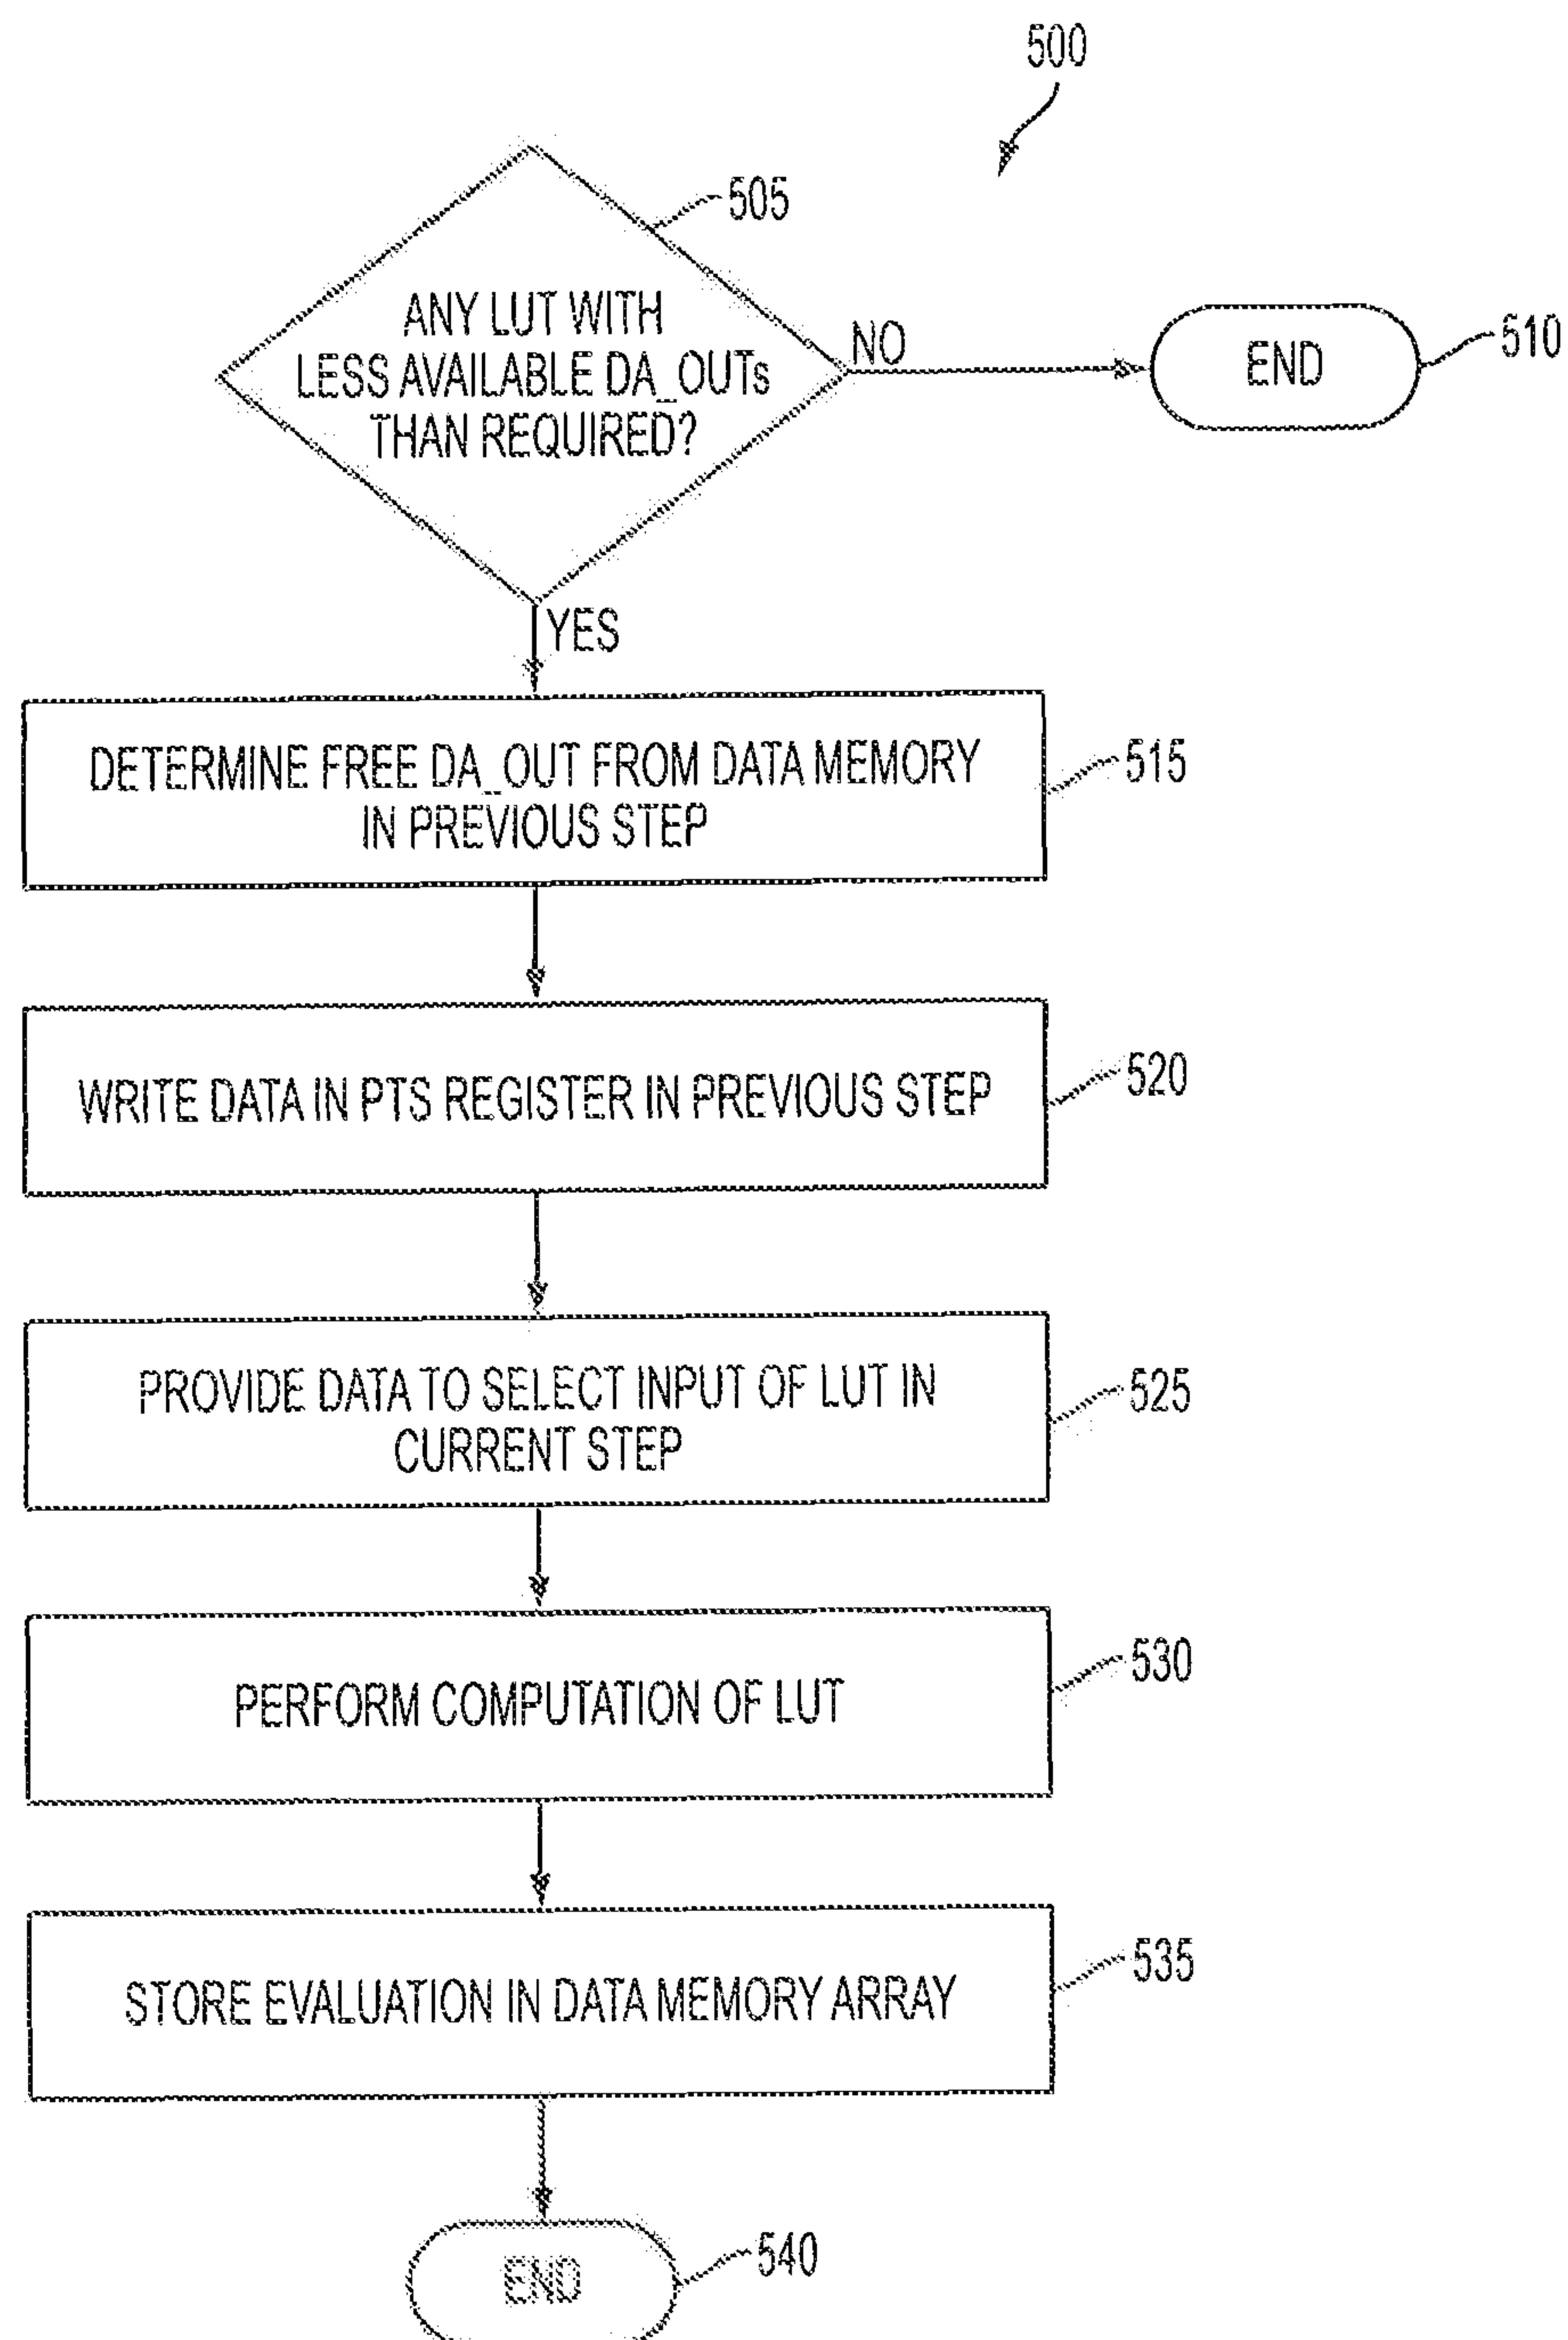 500
505
ANY LUT WITH
LESS AVAILABLE DA_OUTs
THAN REQUIRED?
NO
END
510
YES
DETERMINE FREE DA_OUT FROM DATA MEMORY
IN PREVIOUS STEP
515
WRITE DATA IN PTS REGISTER IN PREVIOUS STEP
520
PROVIDE DATA TO SELECT INPUT OF LUT IN
CURRENT STEP
525
PERFORM COMPUTATION OF LUT
530
STORE EVALUATION IN DATA MEMORY ARRAY
535
END
540